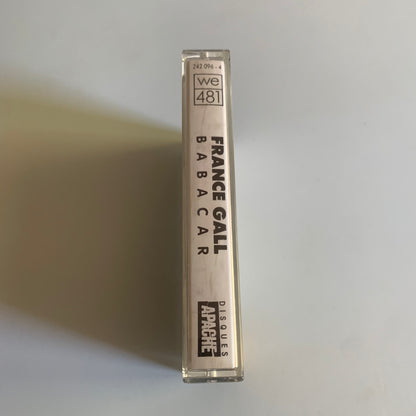 242 096 - 4
we
481
FRANCE GALL
BABACAR
DISQUES
APACHE